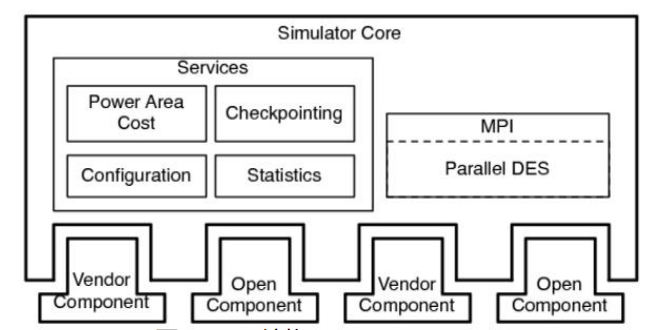 Simulator Core
Services
Power Area
Cost
Checkpointing
Configuration
Statistics
MPI
Parallel DES
Vendor
Component
Open
Component
Vendor
Component
Open
Component